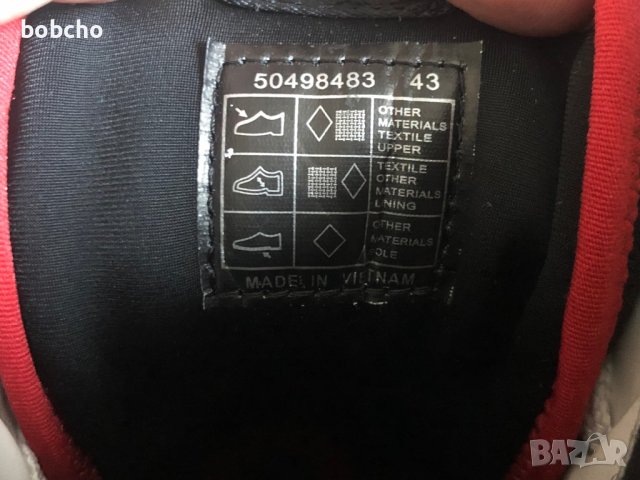 bobcho
50498483 43
OTHER
MATERIALS
TEXTILE
UPPER
TEXTILE
OTHER
MATERIALS
LINING
OTHER
MATERIALS
SOLE
MADE IN VIETNAM
BAZAR